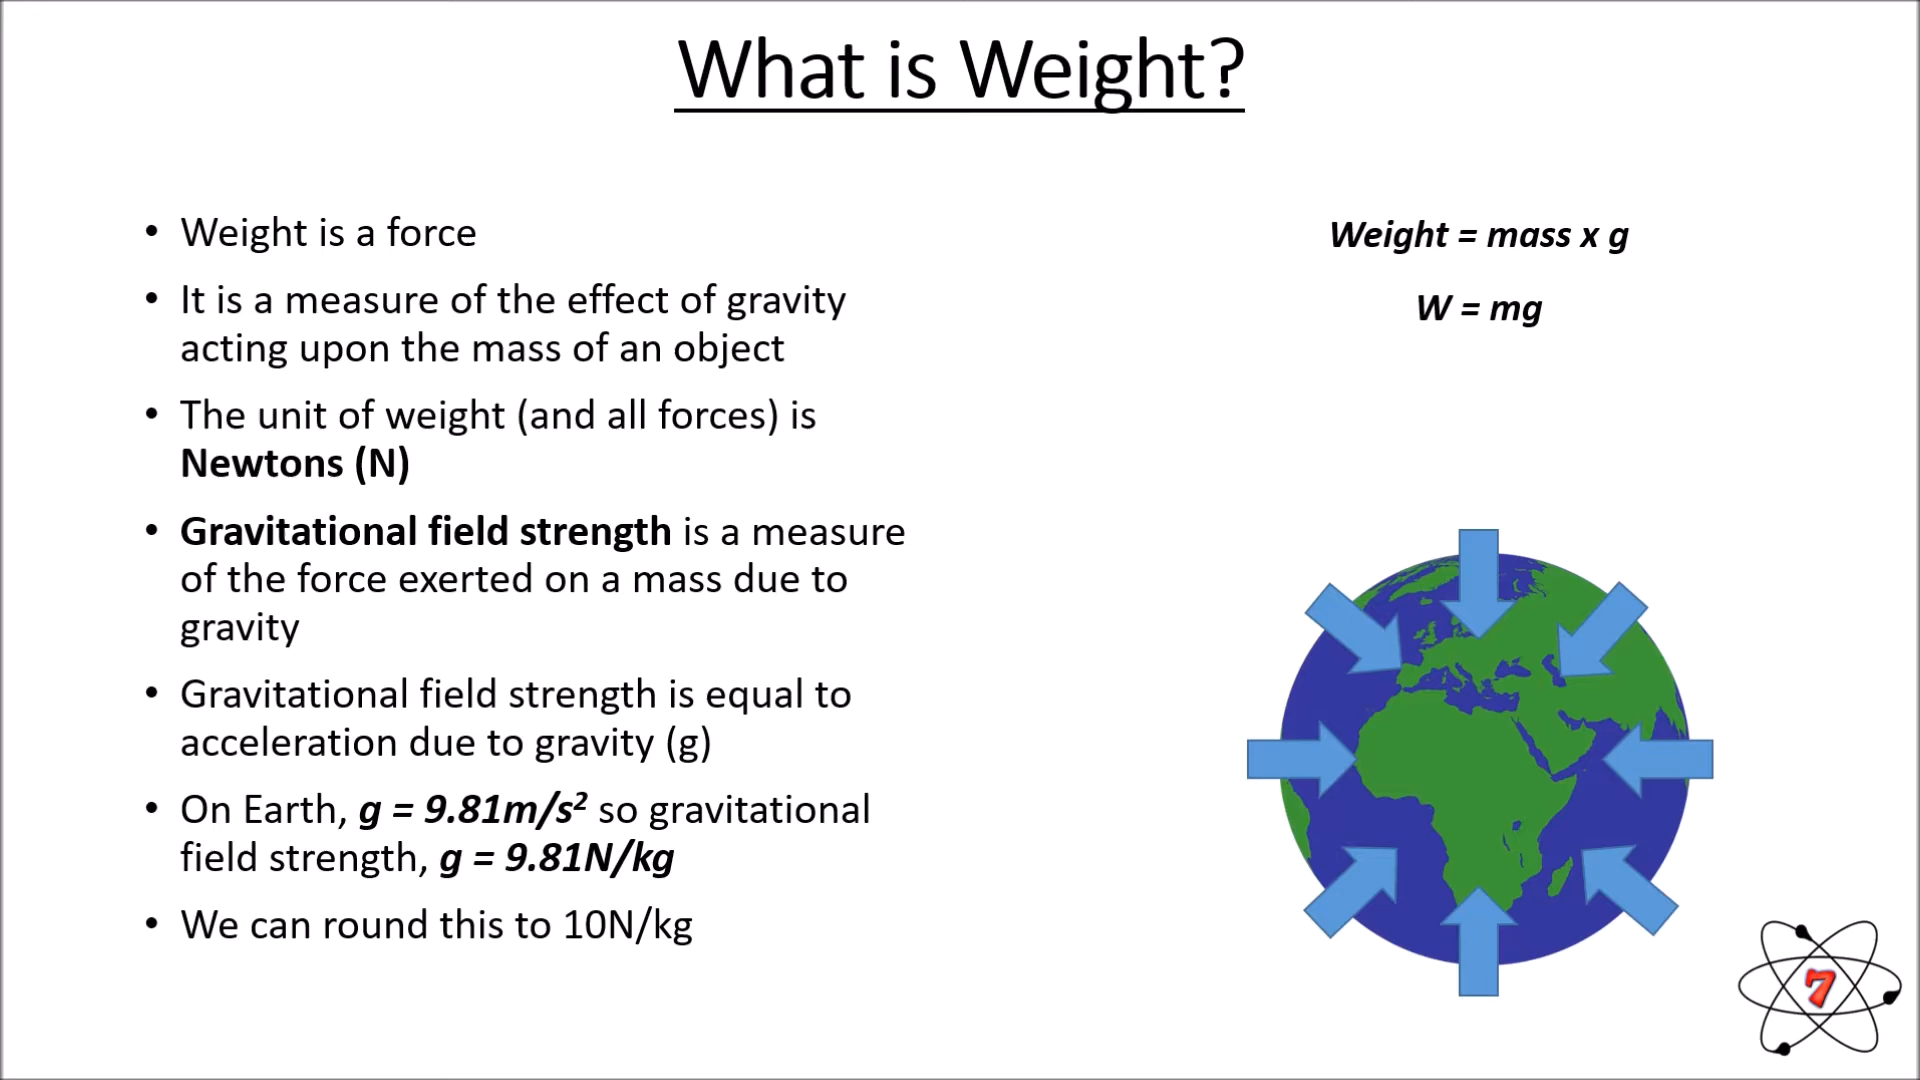 What is Weight?
• Weight is a force
• It is a measure of the effect of gravity
acting upon the mass of an object
• The unit of weight (and all forces) is
Newtons (N)
• Gravitational field strength is a measure
of the force exerted on a mass due to
gravity
• Gravitational field strength is equal to
acceleration due to gravity (g)
• On Earth, g = 9.81m/s² so gravitational
field strength, g = 9.81N/kg
• We can round this to 10N/kg
Weight = mass x g
W = mg
7